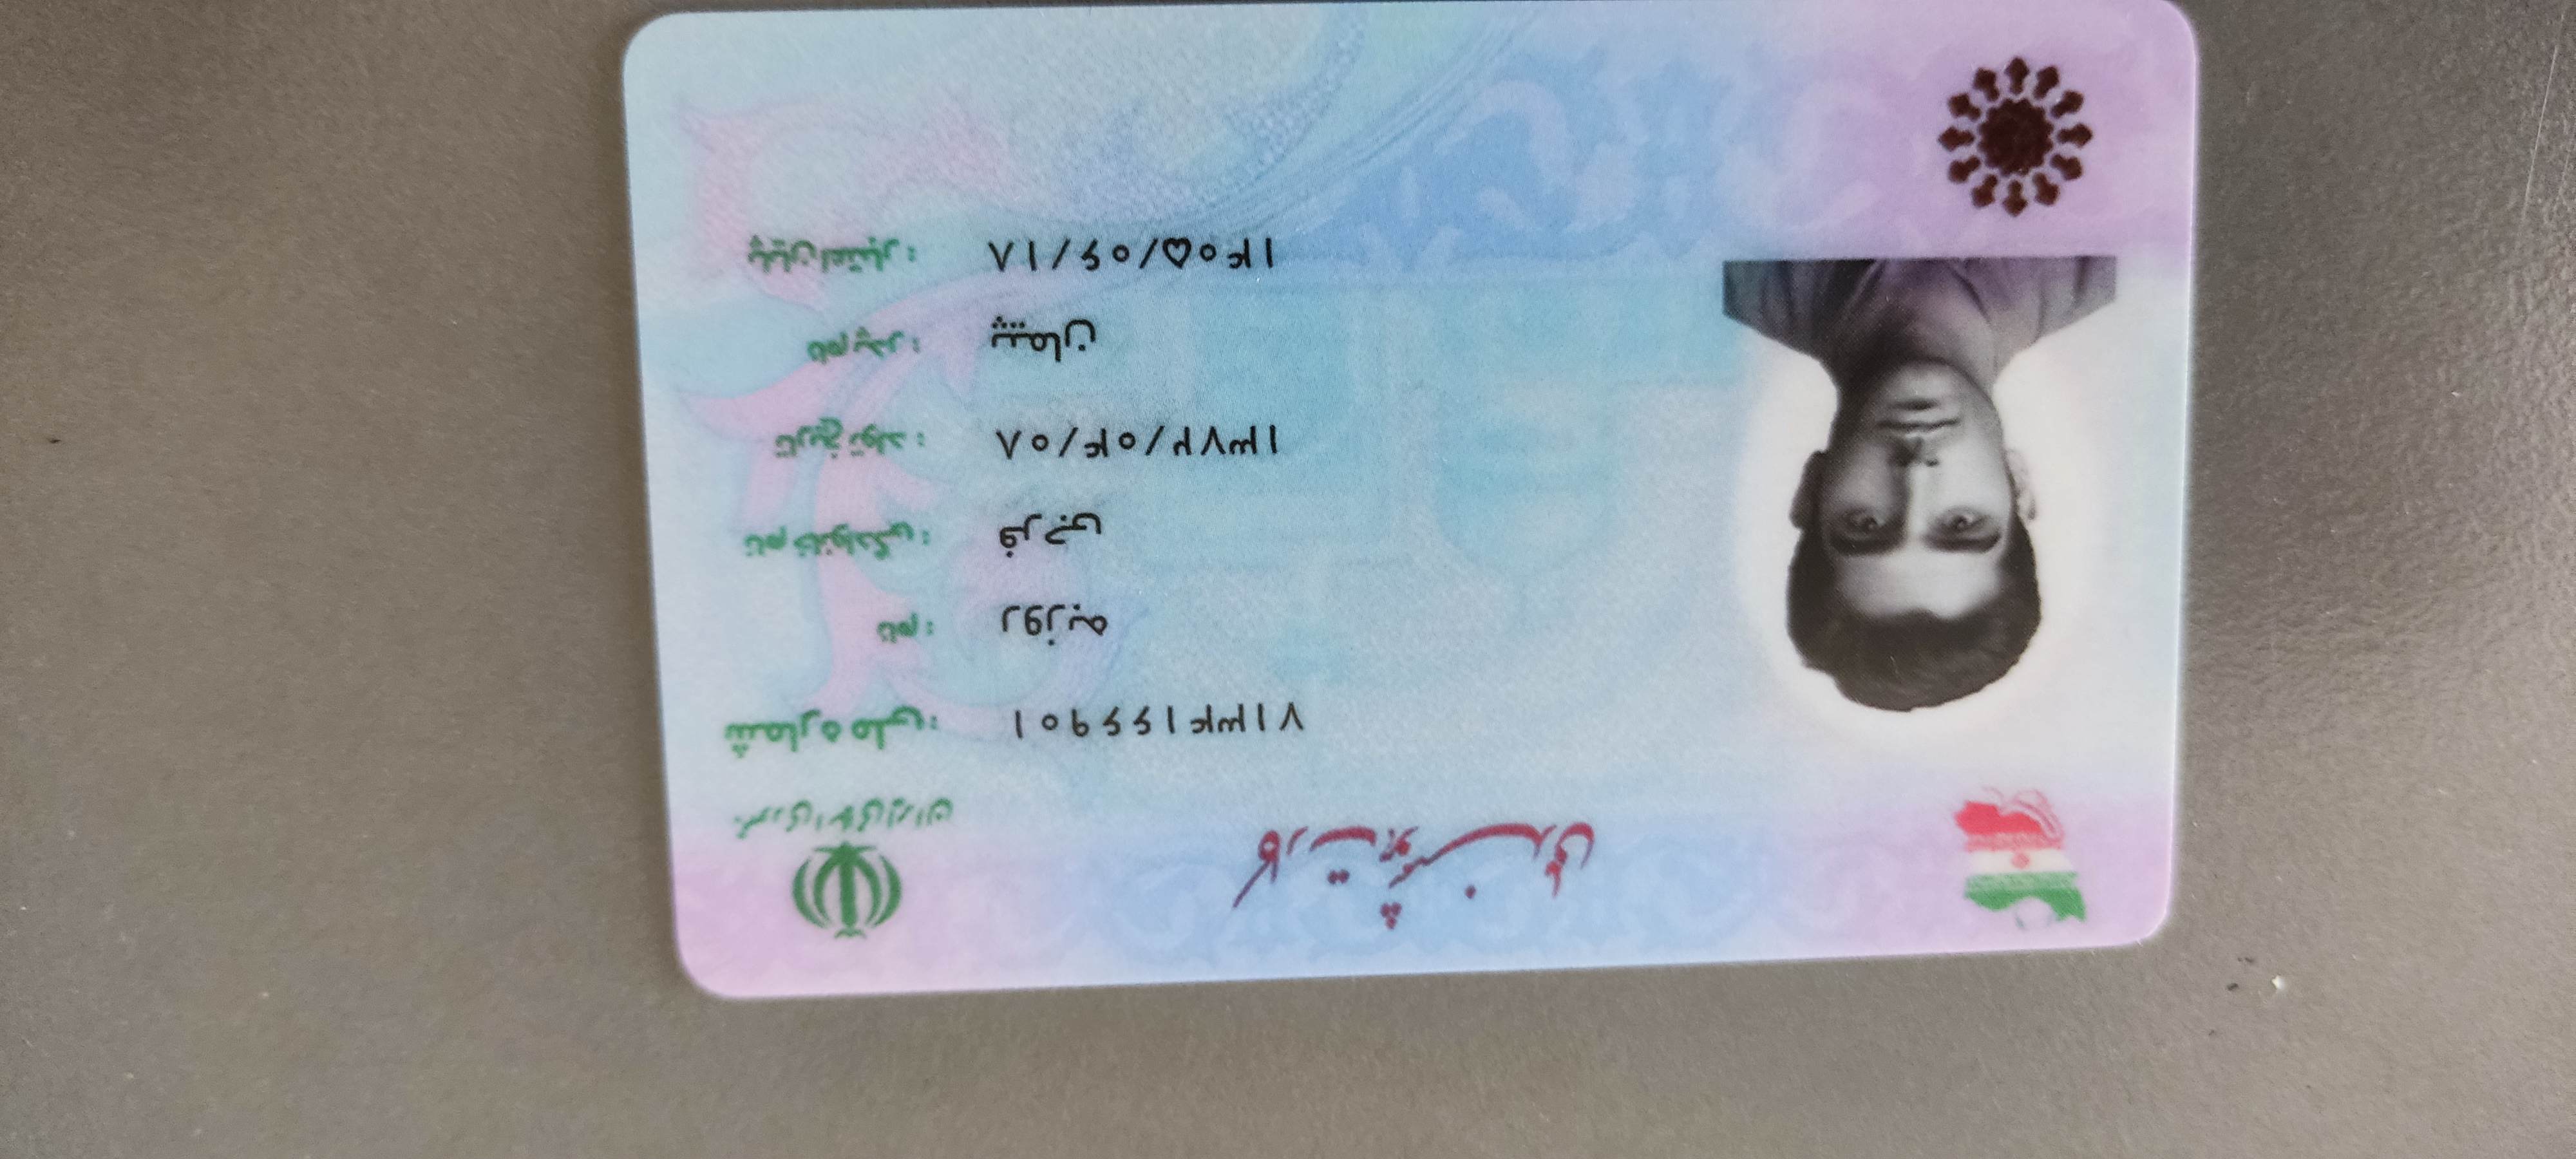 جمهوری اسلامی ایران
کارت هوشمند ملی
شماره ملی: ۷۱۳۴۱۶۶۹۰۱
نام: روزبه
نام خانوادگی: فرجی
تاریخ تولد: ۱۳۷۲/۰۴/۰۸
نام پدر: پیمان
پایان اعتبار: ۱۴۰۵/۰۶/۱۸